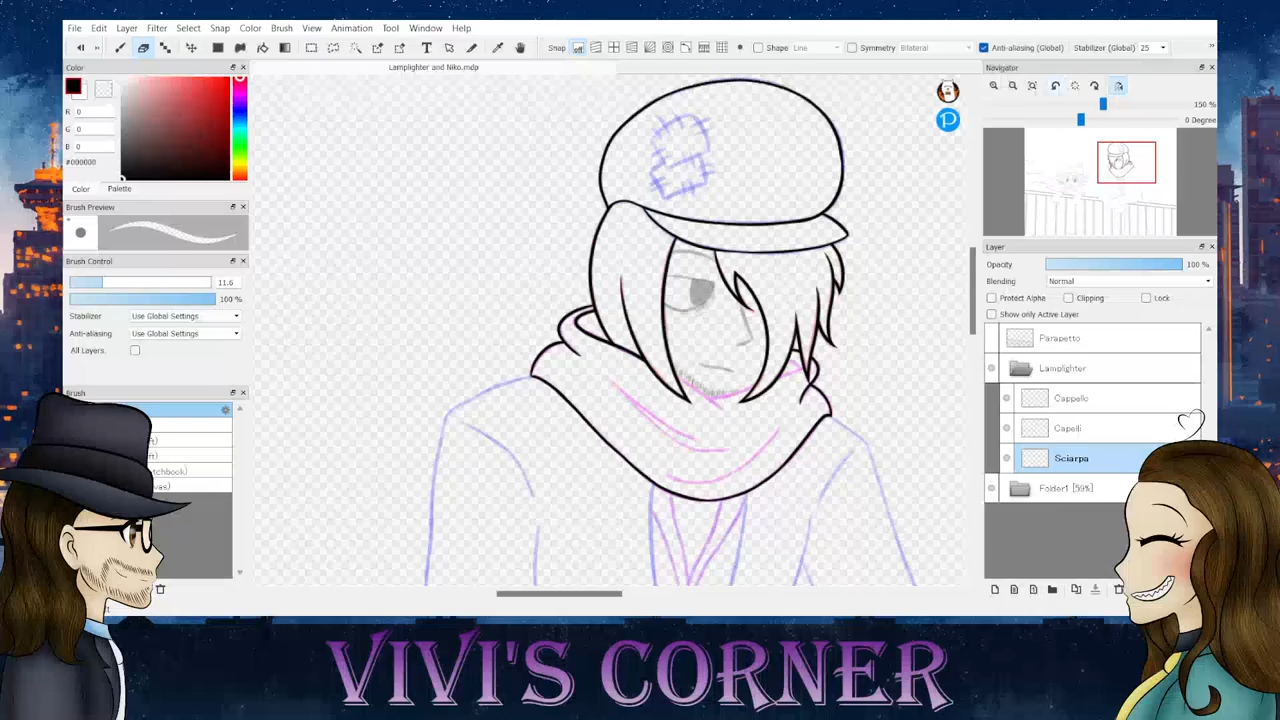 File Edit Layer Filter Select Snap Color Brush View Animation Tool Window Help
Snap Shape Line Symmetry Bilateral Anti-aliasing (Global) Stabilizer (Global) 25
Color
Lamplighter and Niko.mdp
Navigator
R 0
G 0
B 0
#000000
Color Palette
150 %
0 Degree
Brush Preview
Brush Control
11.6
100 %
Stabilizer Use Global Settings
Anti-aliasing Use Global Settings
All Layers.
Brush
ft)
ft)
tchbook)
vas)
Layer
Opacity 100 %
Blending Normal
Protect Alpha Clipping Lock
Show only Active Layer
Parapetto
Lamplighter
Cappello
Capelli
Sciarpa
Folder1 [59%]
VIVI'S CORNER